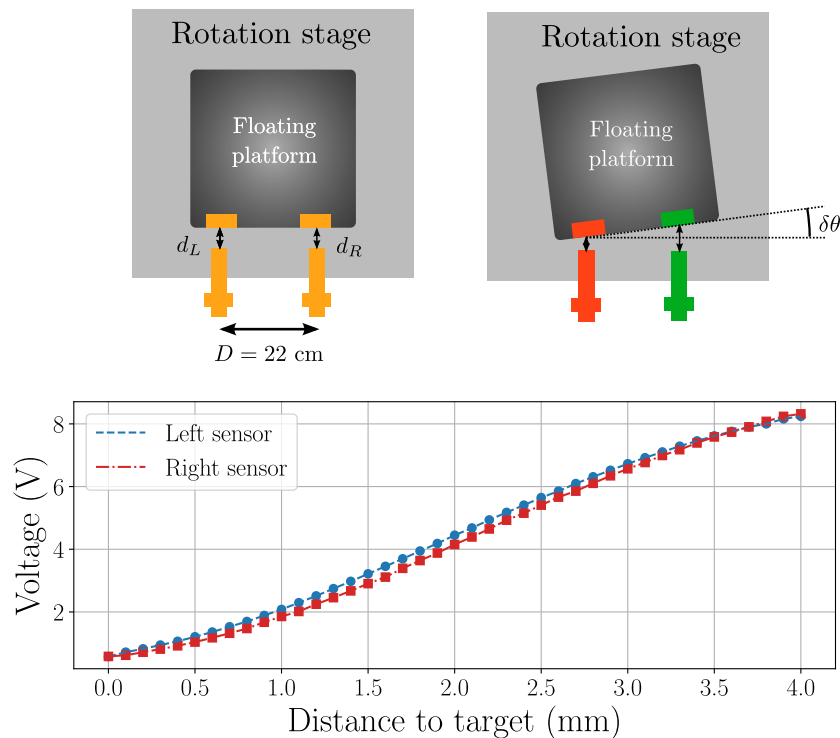 Rotation stage
Floating
platform
d_L
d_R
D = 22 cm
Rotation stage
Floating
platform
δθ
Voltage (V)
8
6
4
2
Left sensor
Right sensor
0.0 0.5 1.0 1.5 2.0 2.5 3.0 3.5 4.0
Distance to target (mm)